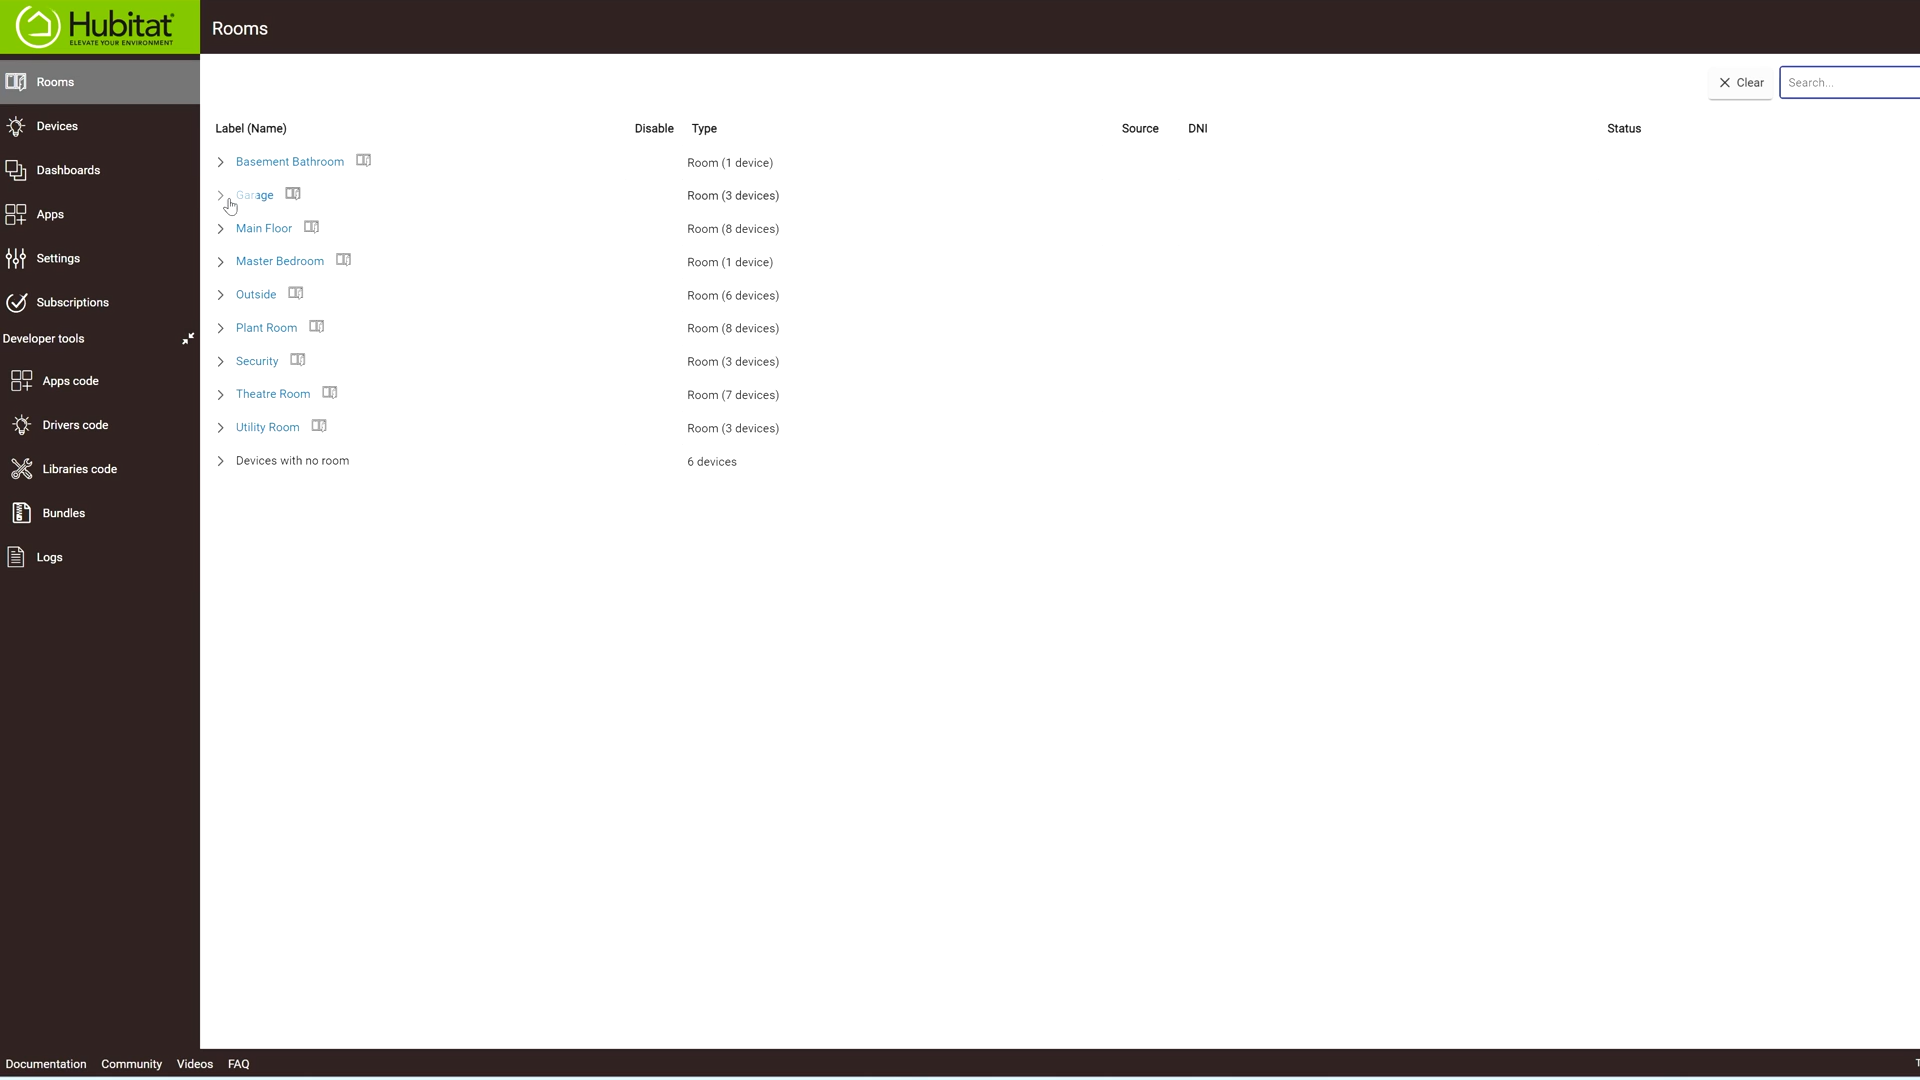 Hubitat®
ELEVATE YOUR ENVIRONMENT
Rooms
Rooms
Devices
Dashboards
Apps
Settings
Subscriptions
Developer tools
Apps code
Drivers code
Libraries code
Bundles
Logs
Clear
Search...
Label (Name) Disable Type Source DNI Status
Basement Bathroom Room (1 device)
Garage Room (3 devices)
Main Floor Room (8 devices)
Master Bedroom Room (1 device)
Outside Room (6 devices)
Plant Room Room (8 devices)
Security Room (3 devices)
Theatre Room Room (7 devices)
Utility Room Room (3 devices)
Devices with no room 6 devices
Documentation Community Videos FAQ